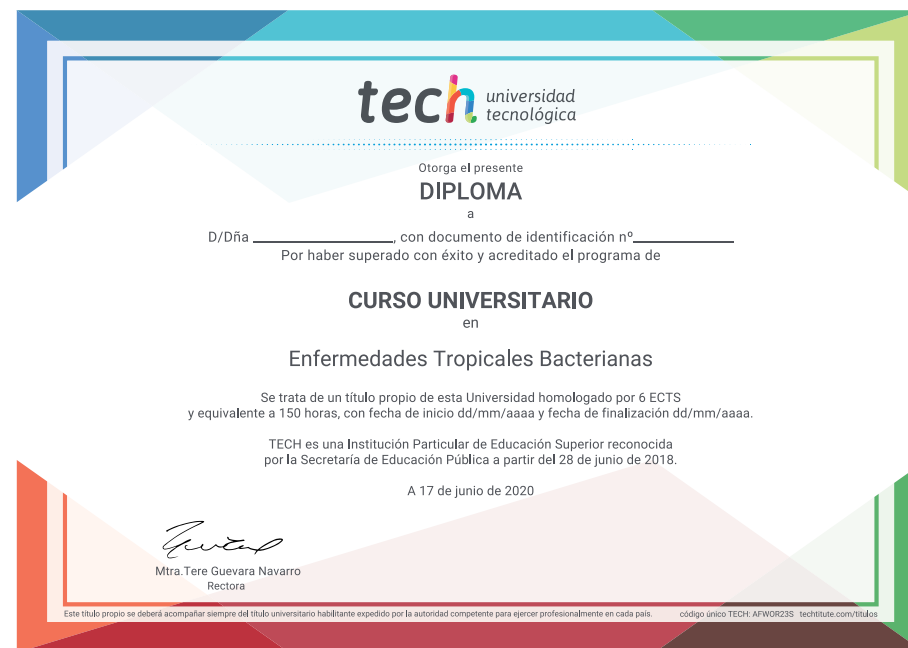 tech universidad
tecnológica
Otorga el presente
DIPLOMA
a
D/Dña ________________, con documento de identificación nº____________
Por haber superado con éxito y acreditado el programa de
CURSO UNIVERSITARIO
en
Enfermedades Tropicales Bacterianas
Se trata de un título propio de esta Universidad homologado por 6 ECTS
y equivalente a 150 horas, con fecha de inicio dd/mm/aaaa y fecha de finalización dd/mm/aaaa.
TECH es una Institución Particular de Educación Superior reconocida
por la Secretaría de Educación Pública a partir del 28 de junio de 2018.
A 17 de junio de 2020
Mtra.Tere Guevara Navarro
Rectora
Este título propio se deberá acompañar siempre del título universitario habilitante expedido por la autoridad competente para ejercer profesionalmente en cada país. código único TECH: AFWOR23S techtitute.com/titulos